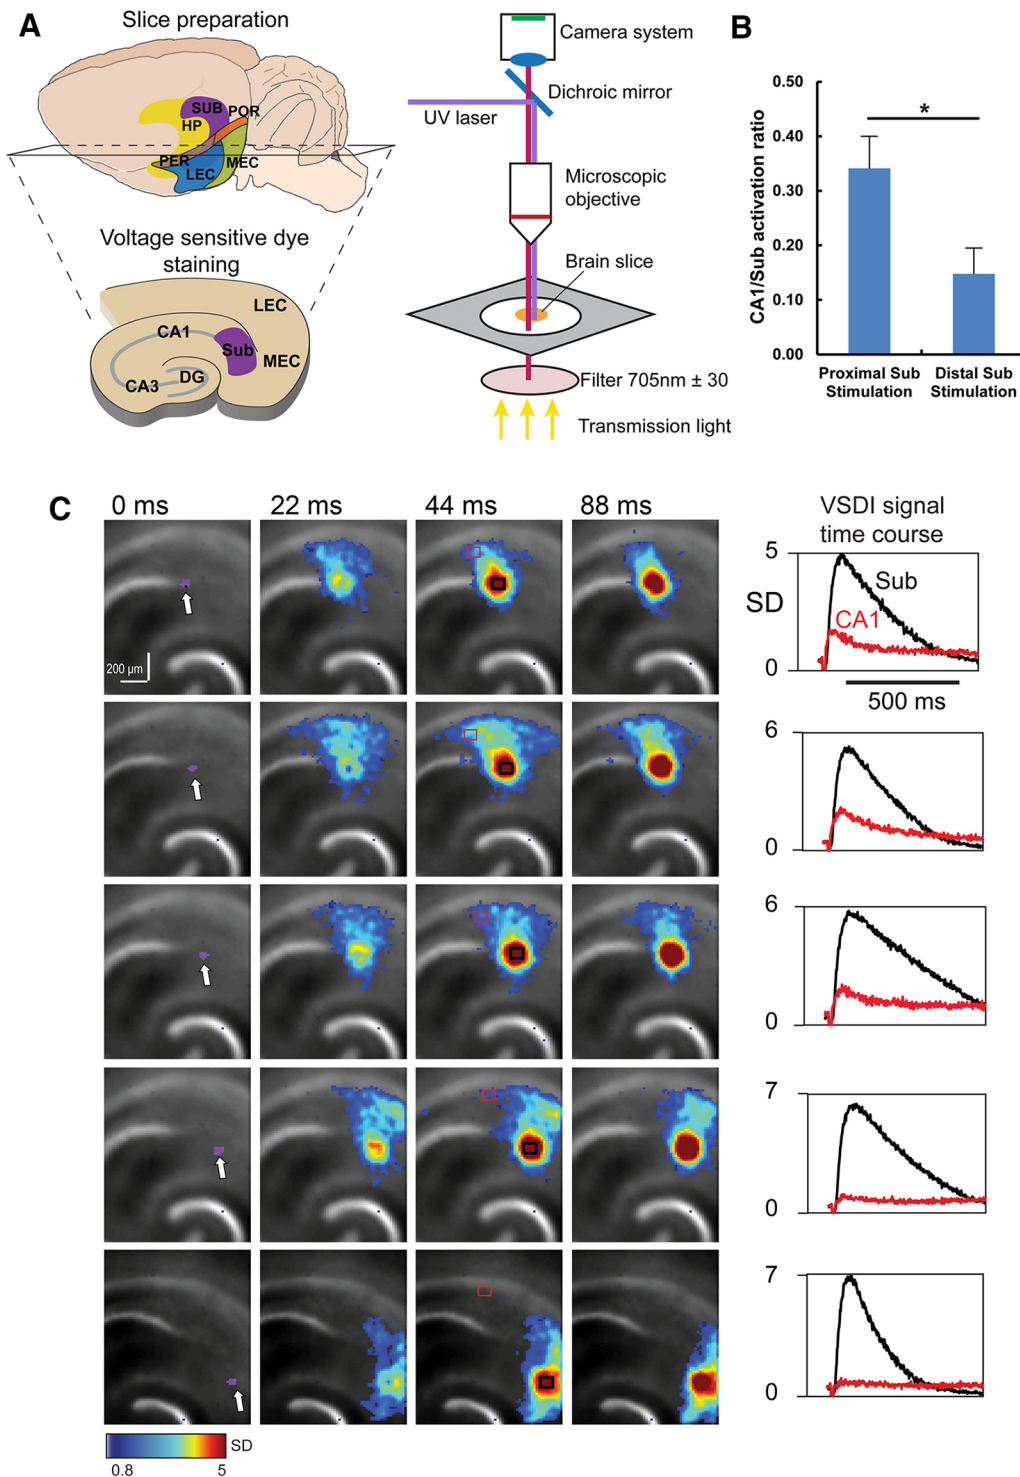 A
Slice preparation
SUB
POR
HP
PER
LEC
MEC
Voltage sensitive dye
staining
LEC
CA1
Sub
MEC
CA3
DG
Camera system
Dichroic mirror
UV laser
Microscopic
objective
Brain slice
Filter 705nm ± 30
Transmission light
B
CA1/Sub activation ratio
0.50
0.40
0.30
0.20
0.10
0.00
*
Proximal Sub
Stimulation
Distal Sub
Stimulation
C
0 ms
22 ms
44 ms
88 ms
VSDI signal
time course
200 µm
5
SD
0
Sub
CA1
500 ms
6
0
6
0
7
0
7
0
SD
0.8
5